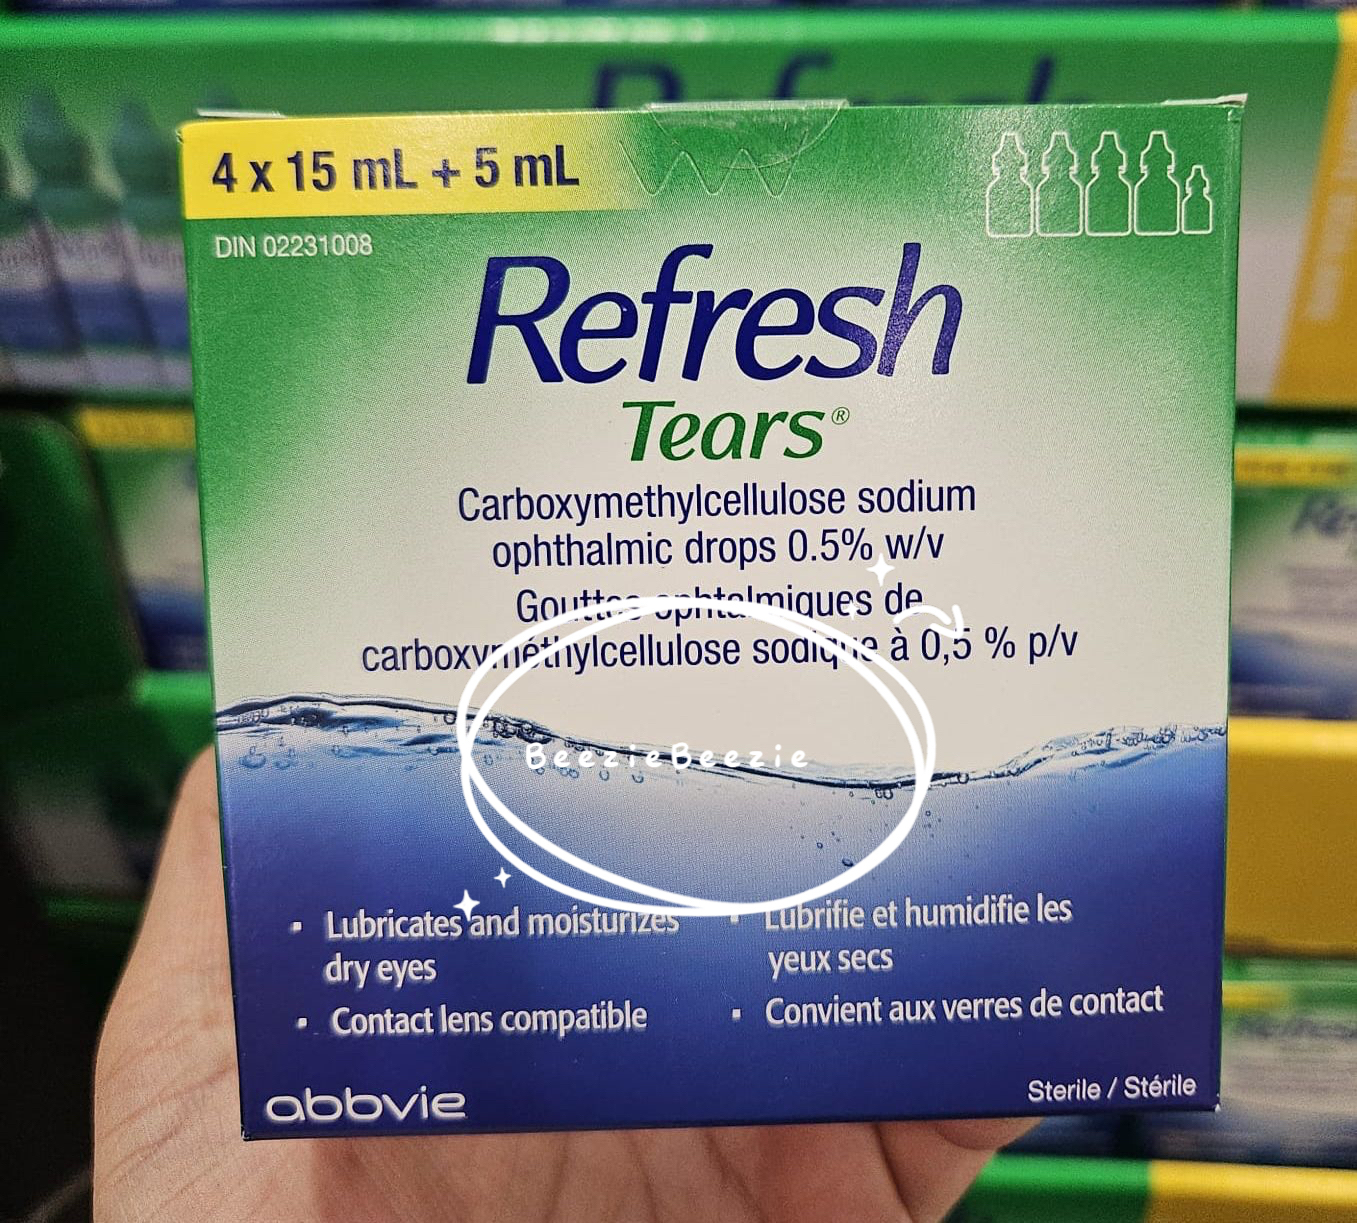 4 x 15 mL + 5 mL
DIN 02231008
Refresh
Tears®
Carboxymethylcellulose sodium
ophthalmic drops 0.5% w/v
Gouttes ophtalmiques de
carboxyméthylcellulose sodique à 0,5 % p/v
BeezieBeezie
▪ Lubricates and moisturizes
dry eyes
▪ Contact lens compatible
▪ Lubrifie et humidifie les
yeux secs
▪ Convient aux verres de contact
abbvie
Sterile / Stérile